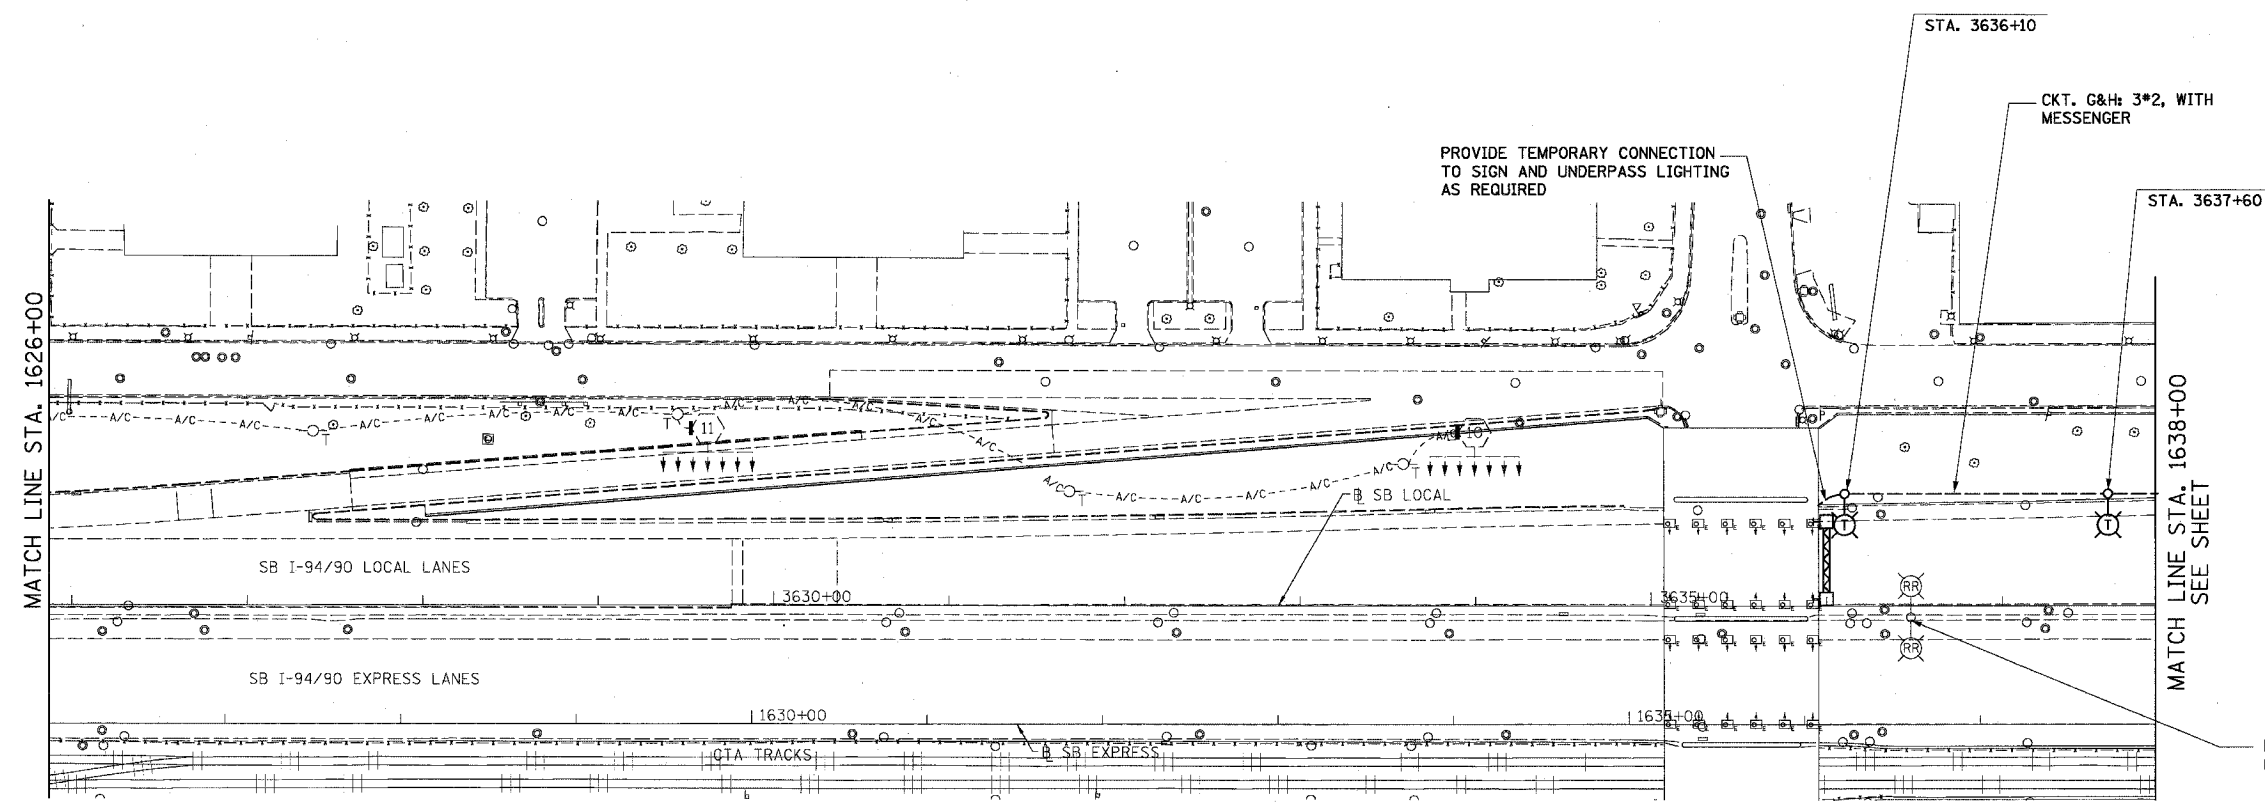 STA. 3636+10
CKT. G&H: 3#2, WITH
MESSENGER
PROVIDE TEMPORARY CONNECTION
TO SIGN AND UNDERPASS LIGHTING
AS REQUIRED
STA. 3637+60
MATCH LINE STA. 1626+00
MATCH LINE STA. 1638+00
SEE SHEET
A/C A/C A/C A/C A/C A/C A/C A/C A/C A/C A/C
T
T
11
10
A/C
A/C
T
A/C
A/C A/C A/C A/C
T
B SB LOCAL
T
T
SB I-94/90 LOCAL LANES
3630+00
3635+00
RR
RR
SB I-94/90 EXPRESS LANES
1630+00
1635+00
CTA TRACKS
B SB EXPRESS